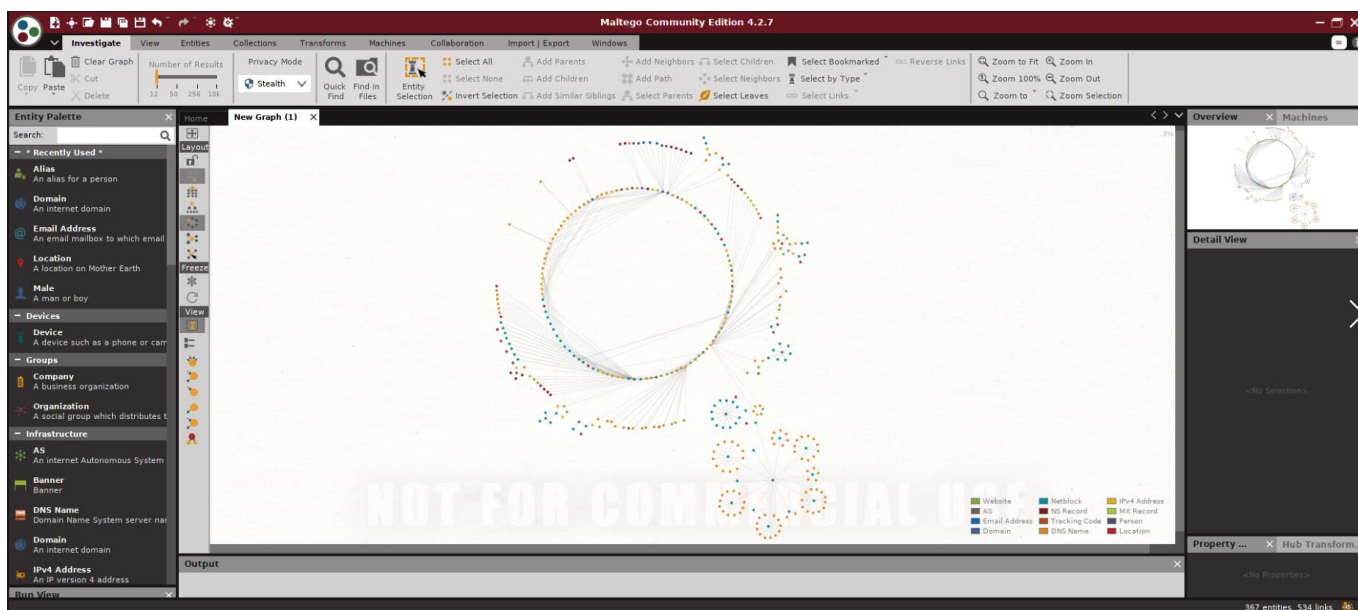 Maltego Community Edition 4.2.7
Investigate View Entities Collections Transforms Machines Collaboration Import | Export Windows
Copy Paste Clear Graph Cut Delete
Number of Results 12 50 256 10k
Privacy Mode Stealth
Quick Find Find in Files
Entity Selection
Select All Select None Invert Selection
Add Parents Add Children Add Similar Siblings
Add Neighbors Add Path Select Parents
Select Children Select Neighbors Select Leaves
Select Bookmarked Select by Type Select Links
Reverse Links
Zoom to Fit Zoom 100% Zoom to
Zoom In Zoom Out Zoom Selection
Entity Palette
Search:
* Recently Used *
Alias
An alias for a person
Domain
An internet domain
Email Address
An email mailbox to which email
Location
A location on Mother Earth
Male
A man or boy
Devices
Device
A device such as a phone or cam
Groups
Company
A business organization
Organization
A social group which distributes t
Infrastructure
AS
An internet Autonomous System
Banner
Banner
DNS Name
Domain Name System server nam
Domain
An internet domain
IPv4 Address
An IP version 4 address
Run View
Home New Graph (1)
Layout
Freeze
View
3%
NOT FOR COMMERCIAL USE
Website Netblock IPv4 Address
AS NS Record MX Record
Email Address Tracking Code Person
Domain DNS Name Location
Output
Overview Machines
Detail View
<No Selection>
Property ... Hub Transform...
<No Properties>
367 entities, 534 links